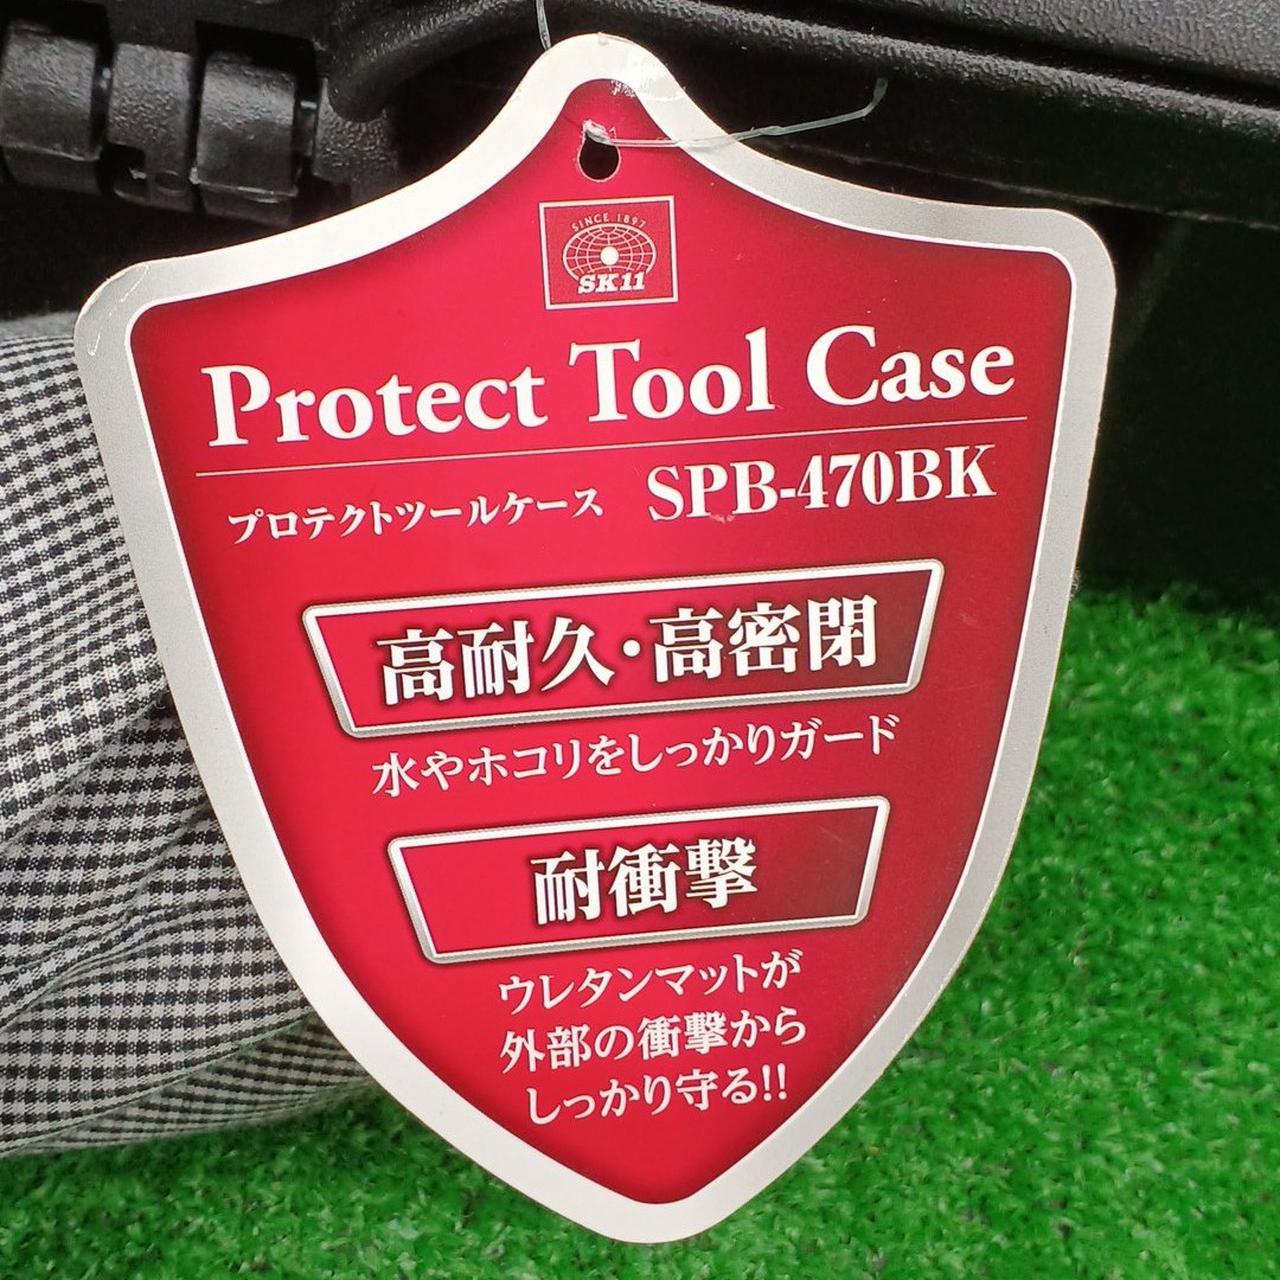 SINCE 1897
SK11
Protect Tool Case
プロテクトツールケース SPB-470BK
高耐久・高密閉
水やホコリをしっかりガード
耐衝撃
ウレタンマットが
外部の衝撃から
しっかり守る!!